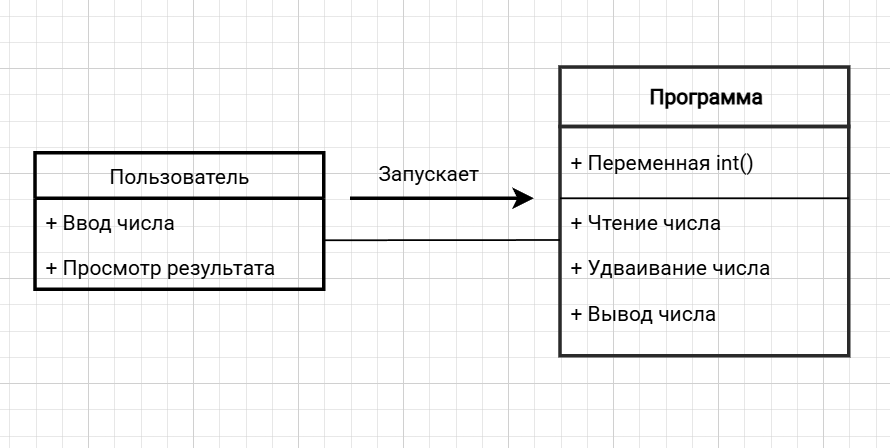 Пользователь
+ Ввод числа
+ Просмотр результата
Запускает
Программа
+ Переменная int()
+ Чтение числа
+ Удваивание числа
+ Вывод числа